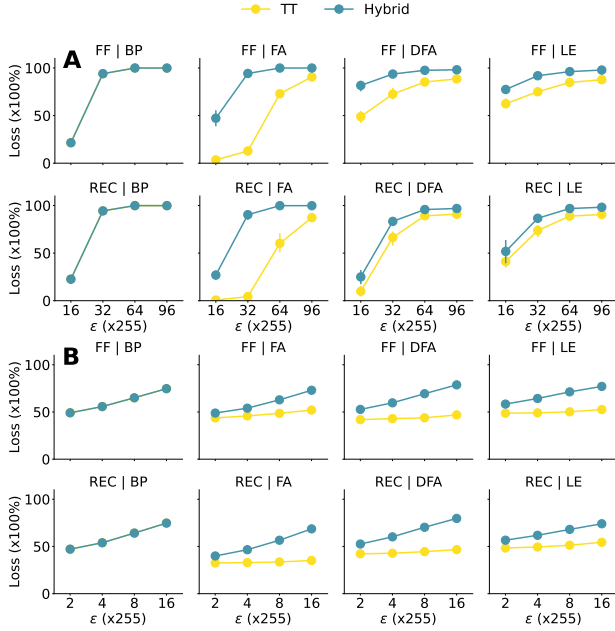 TT Hybrid
A
FF | BP FF | FA FF | DFA FF | LE
Loss (x100%)
100
50
0
REC | BP REC | FA REC | DFA REC | LE
Loss (x100%)
100
50
0
16 32 64 96 16 32 64 96 16 32 64 96 16 32 64 96
ε (x255) ε (x255) ε (x255) ε (x255)
B
FF | BP FF | FA FF | DFA FF | LE
Loss (x100%)
100
50
0
REC | BP REC | FA REC | DFA REC | LE
Loss (x100%)
100
50
0
2 4 8 16 2 4 8 16 2 4 8 16 2 4 8 16
ε (x255) ε (x255) ε (x255) ε (x255)